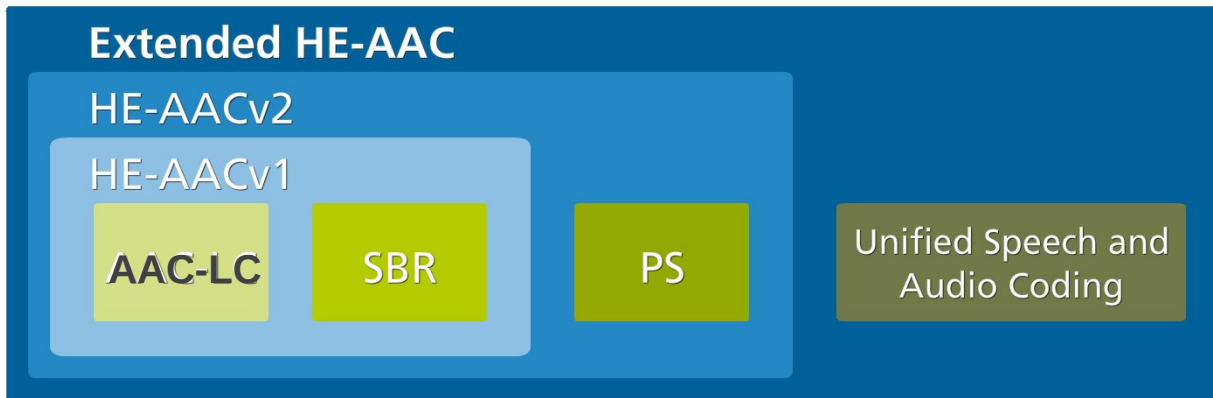 Extended HE-AAC
HE-AACv2
HE-AACv1
AAC-LC
SBR
PS
Unified Speech and
Audio Coding